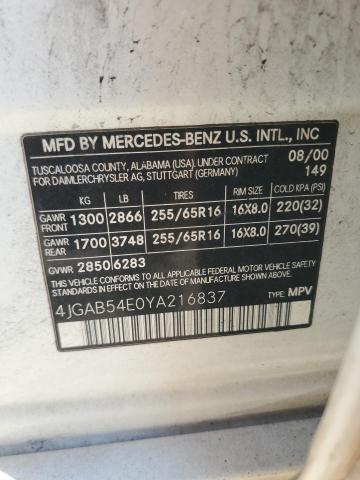 MFD BY MERCEDES-BENZ U.S. INTL., INC
TUSCALOOSA COUNTY, ALABAMA (USA). UNDER CONTRACT 08/00
FOR DAIMLERCHRYSLER AG, STUTTGART (GERMANY) 149
KG LB TIRES RIM SIZE COLD KPA (PSI)
GAWR FRONT 1300 2866 255/65R16 16X8.0 220(32)
GAWR REAR 1700 3748 255/65R16 16X8.0 270(39)
GVWR 2850 6283
THIS VEHICLE CONFORMS TO ALL APPLICABLE FEDERAL MOTOR VEHICLE SAFETY STANDARDS IN EFFECT ON THE DATE OF MANUFACTURE SHOWN ABOVE.
4JGAB54E0YA216837 TYPE: MPV